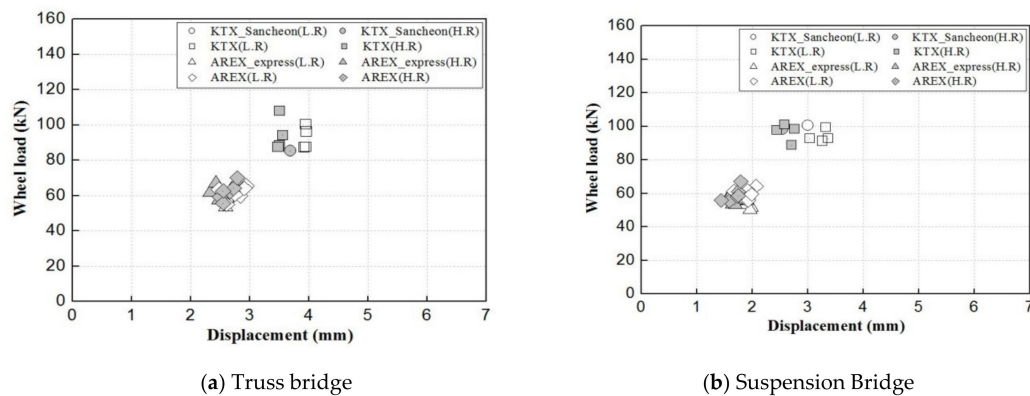 160
140
120
100
80
60
40
20
0
Wheel load (kN)
KTX_Sancheon(L.R) KTX_Sancheon(H.R)
KTX(L.R) KTX(H.R)
AREX_express(L.R) AREX_express(H.R)
AREX(L.R) AREX(H.R)
0 1 2 3 4 5 6 7
Displacement (mm)
(a) Truss bridge
160
140
120
100
80
60
40
20
0
Wheel load (kN)
KTX_Sancheon(L.R) KTX_Sancheon(H.R)
KTX(L.R) KTX(H.R)
AREX_express(L.R) AREX_express(H.R)
AREX(L.R) AREX(H.R)
0 1 2 3 4 5 6 7
Displacement (mm)
(b) Suspension Bridge